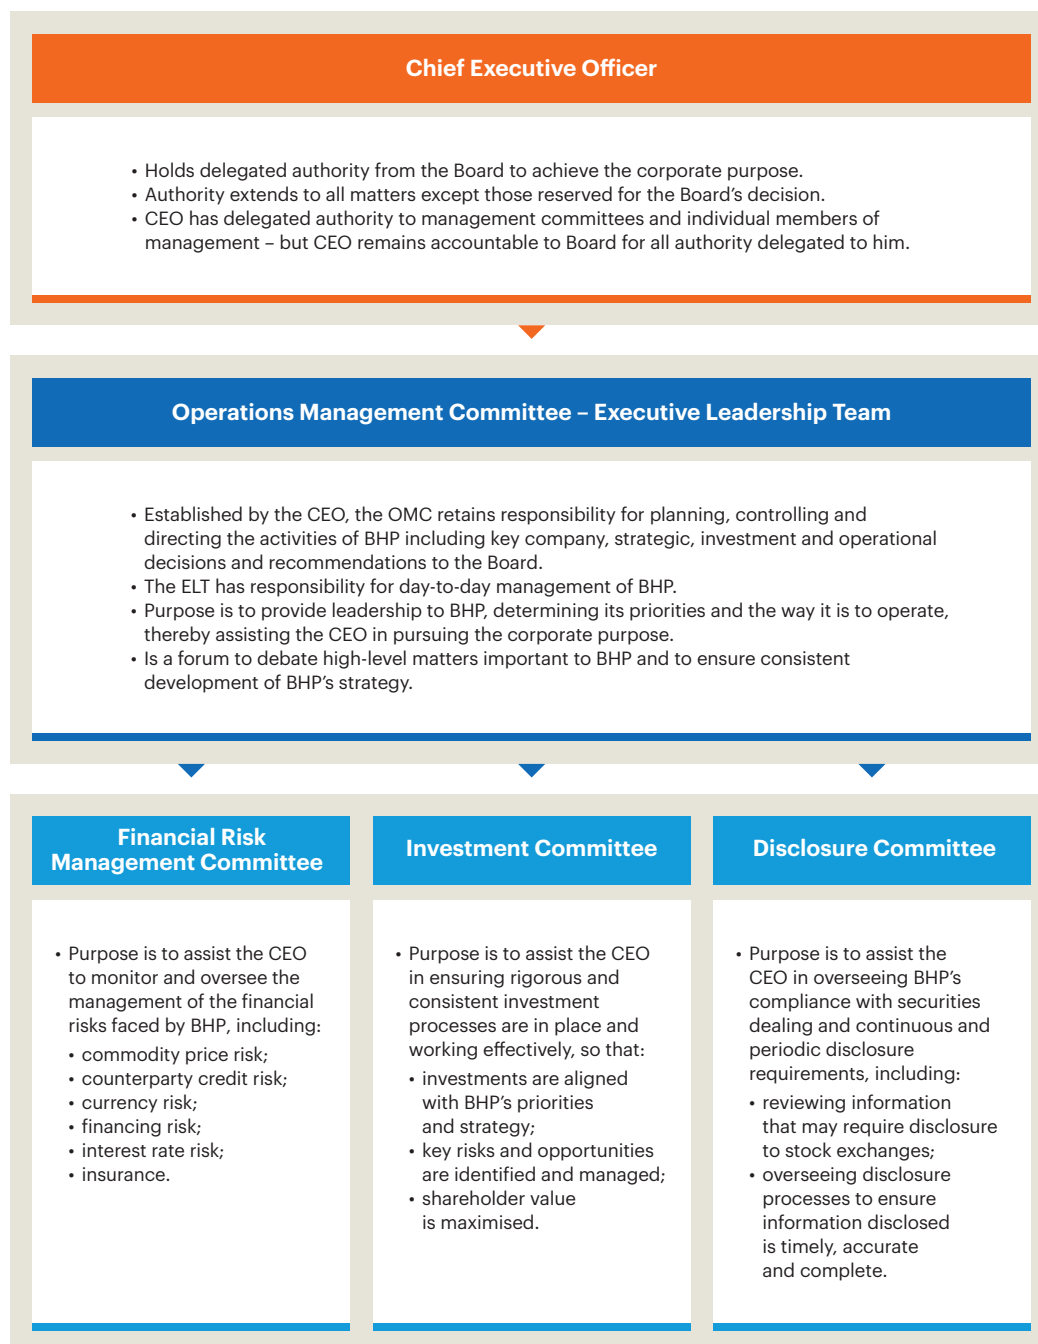 Chief Executive Officer
• Holds delegated authority from the Board to achieve the corporate purpose.
• Authority extends to all matters except those reserved for the Board’s decision.
• CEO has delegated authority to management committees and individual members of
management – but CEO remains accountable to Board for all authority delegated to him.
Operations Management Committee – Executive Leadership Team
• Established by the CEO, the OMC retains responsibility for planning, controlling and
directing the activities of BHP including key company, strategic, investment and operational
decisions and recommendations to the Board.
• The ELT has responsibility for day-to-day management of BHP.
• Purpose is to provide leadership to BHP, determining its priorities and the way it is to operate,
thereby assisting the CEO in pursuing the corporate purpose.
• Is a forum to debate high-level matters important to BHP and to ensure consistent
development of BHP’s strategy.
Financial Risk
Management Committee
• Purpose is to assist the CEO
to monitor and oversee the
management of the financial
risks faced by BHP, including:
• commodity price risk;
• counterparty credit risk;
• currency risk;
• financing risk;
• interest rate risk;
• insurance.
Investment Committee
• Purpose is to assist the CEO
in ensuring rigorous and
consistent investment
processes are in place and
working effectively, so that:
• investments are aligned
with BHP’s priorities
and strategy;
• key risks and opportunities
are identified and managed;
• shareholder value
is maximised.
Disclosure Committee
• Purpose is to assist the
CEO in overseeing BHP’s
compliance with securities
dealing and continuous and
periodic disclosure
requirements, including:
• reviewing information
that may require disclosure
to stock exchanges;
• overseeing disclosure
processes to ensure
information disclosed
is timely, accurate
and complete.